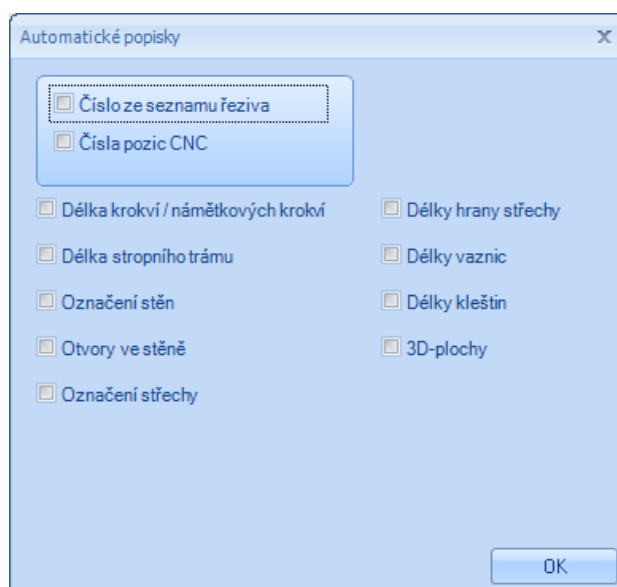 Automatické popisky
Číslo ze seznamu řeziva
Čísla pozic CNC
Délka krokví / námětkových krokví
Délky hrany střechy
Délka stropního trámu
Délky vaznic
Označení stěn
Délky kleštin
Otvory ve stěně
3D-plochy
Označení střechy
OK